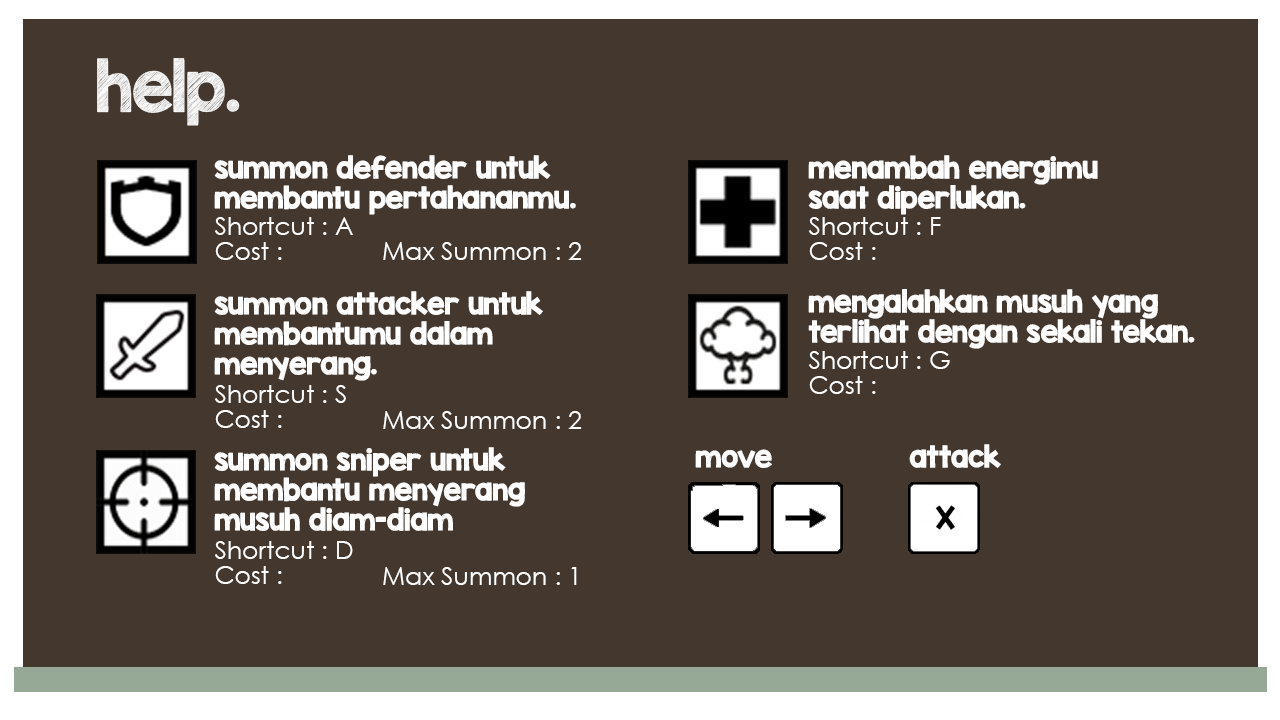 help.
summon defender untuk
membantu pertahananmu.
Shortcut : A
Cost : Max Summon : 2
summon attacker untuk
membantumu dalam
menyerang.
Shortcut : S
Cost : Max Summon : 2
summon sniper untuk
membantu menyerang
musuh diam-diam
Shortcut : D
Cost : Max Summon : 1
menambah energimu
saat diperlukan.
Shortcut : F
Cost :
mengalahkan musuh yang
terlihat dengan sekali tekan.
Shortcut : G
Cost :
move attack
← → X